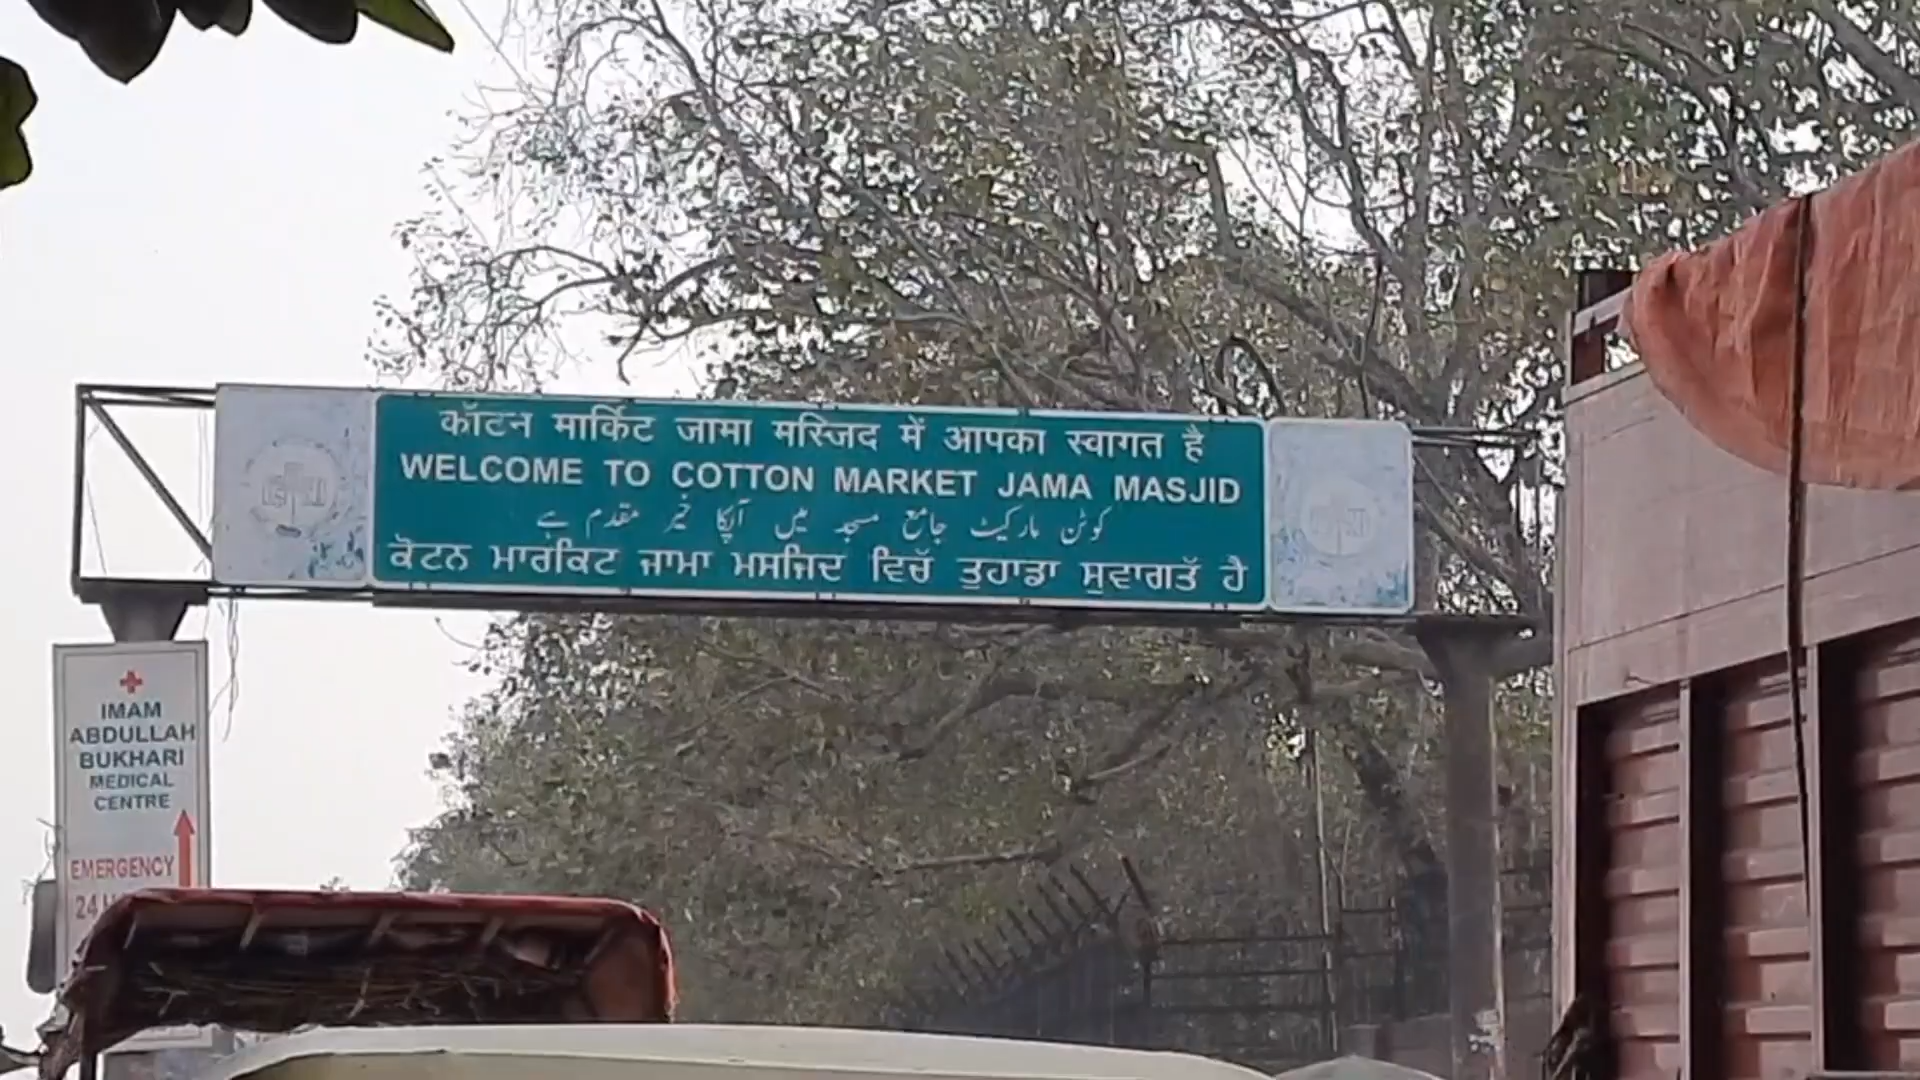 कॉटन मार्किट जामा मस्जिद में आपका स्वागत है
WELCOME TO COTTON MARKET JAMA MASJID
کوٹن مارکیٹ جامع مسجد میں آپکا خیر مقدم ہے
ਕੋਟਨ ਮਾਰਕਿਟ ਜਾਮਾ ਮਸਜਿਦ ਵਿਚੱ ਤੁਹਾਡਾ ਸੁਵਾਗਤੱ ਹੈ
IMAM
ABDULLAH
BUKHARI
MEDICAL
CENTRE
EMERGENCY
24